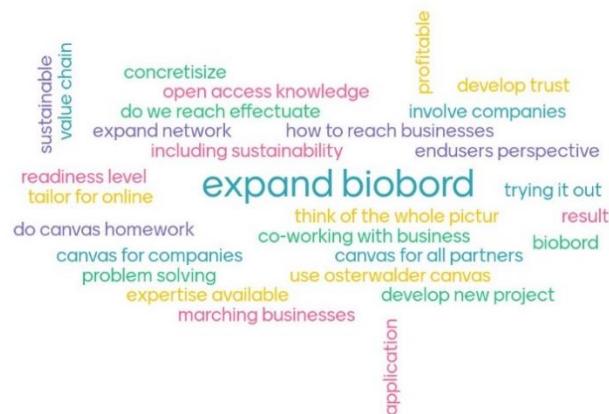 sustainable
value chain
profitable
concretisize
develop trust
open access knowledge
do we reach effectuate
involve companies
expand network
how to reach businesses
including sustainability
endusers perspective
readiness level
expand biobord
trying it out
tailor for online
think of the whole pictur
result
do canvas homework
co-working with business
biobord
canvas for companies
canvas for all partners
problem solving
use osterwalder canvas
expertise available
develop new project
marching businesses
application